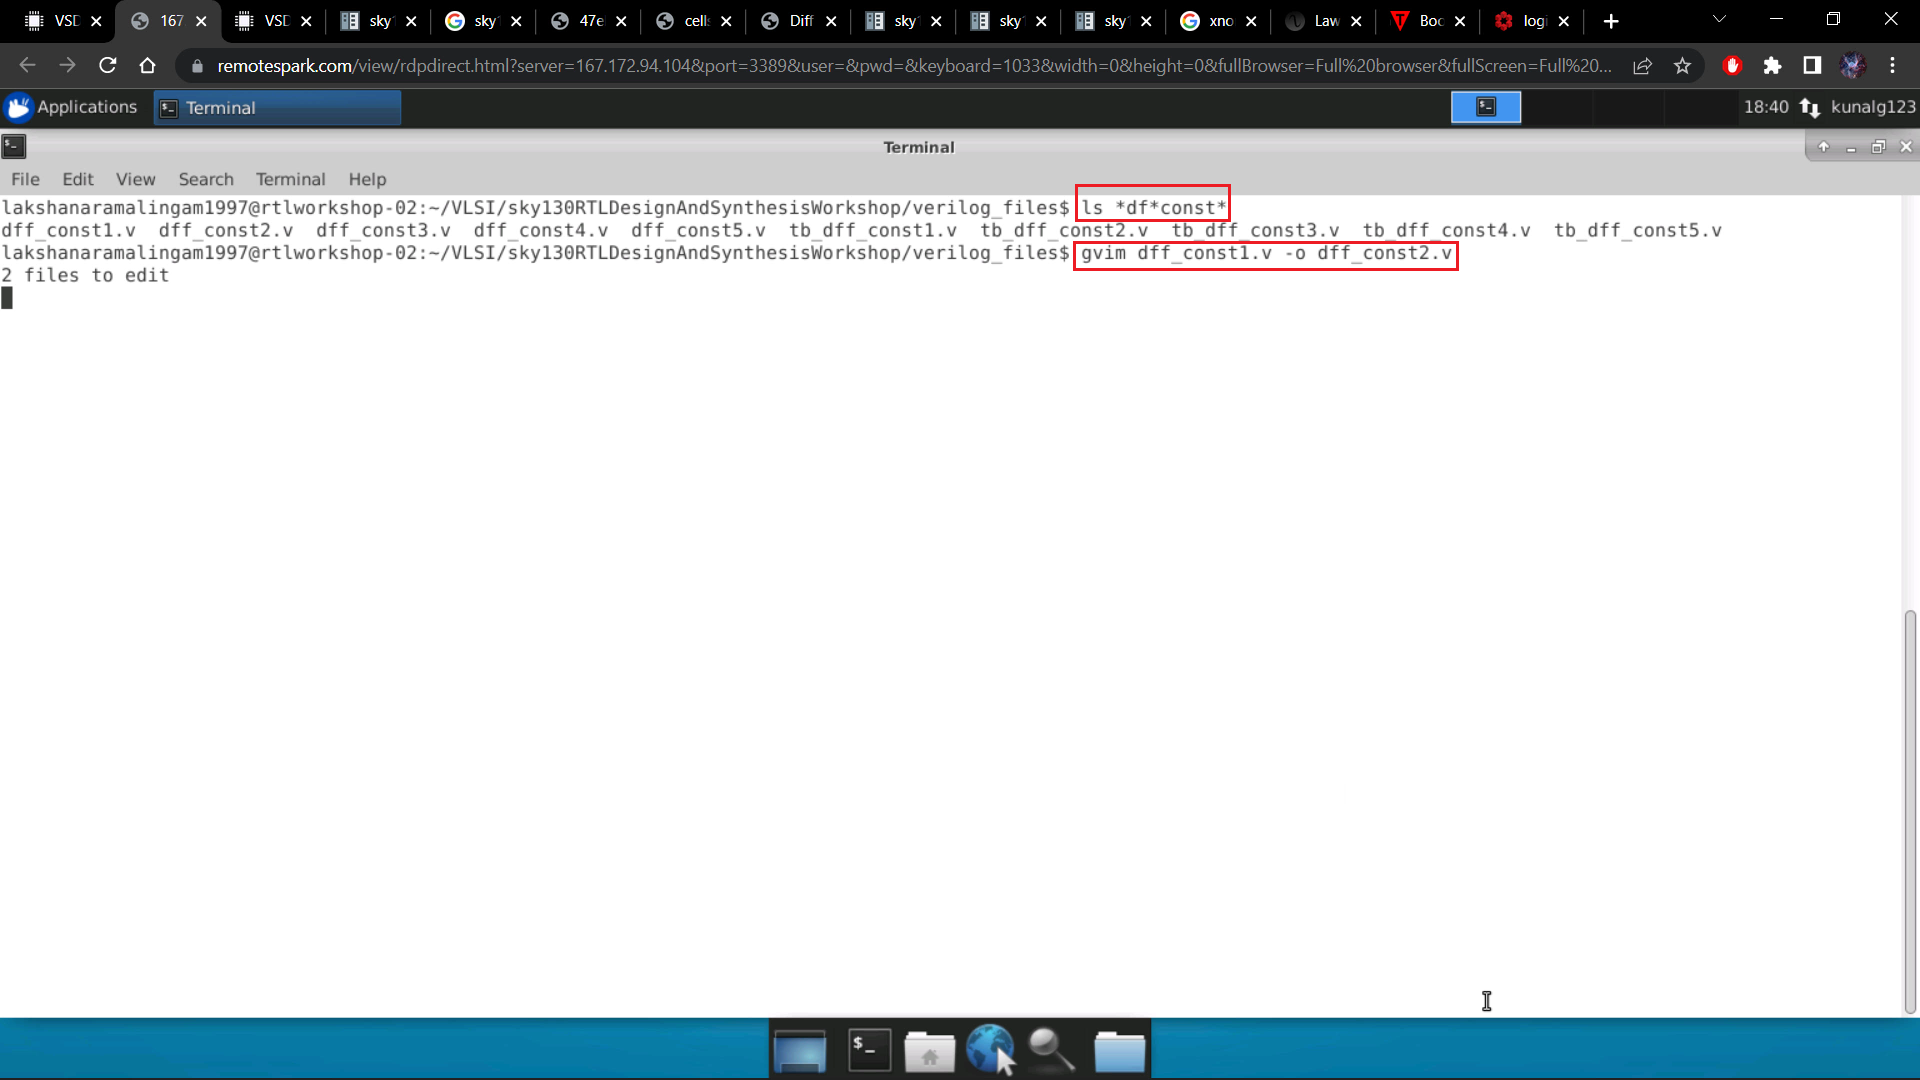 VSD 167 VSD sky sky 47e cell Diff sky sky sky xno Law Boc logi
remotespark.com/view/rdpdirect.html?server=167.172.94.104&port=3389&user=&pwd=&keyboard=1033&width=0&height=0&fullBrowser=Full%20browser&fullScreen=Full%20...
Applications Terminal 18:40 kunalg123
Terminal
File Edit View Search Terminal Help
lakshanaramalingam1997@rtlworkshop-02:~/VLSI/sky130RTLDesignAndSynthesisWorkshop/verilog_files$ ls *df*const*
dff_const1.v dff_const2.v dff_const3.v dff_const4.v dff_const5.v tb_dff_const1.v tb_dff_const2.v tb_dff_const3.v tb_dff_const4.v tb_dff_const5.v
lakshanaramalingam1997@rtlworkshop-02:~/VLSI/sky130RTLDesignAndSynthesisWorkshop/verilog_files$ gvim dff_const1.v -o dff_const2.v
2 files to edit